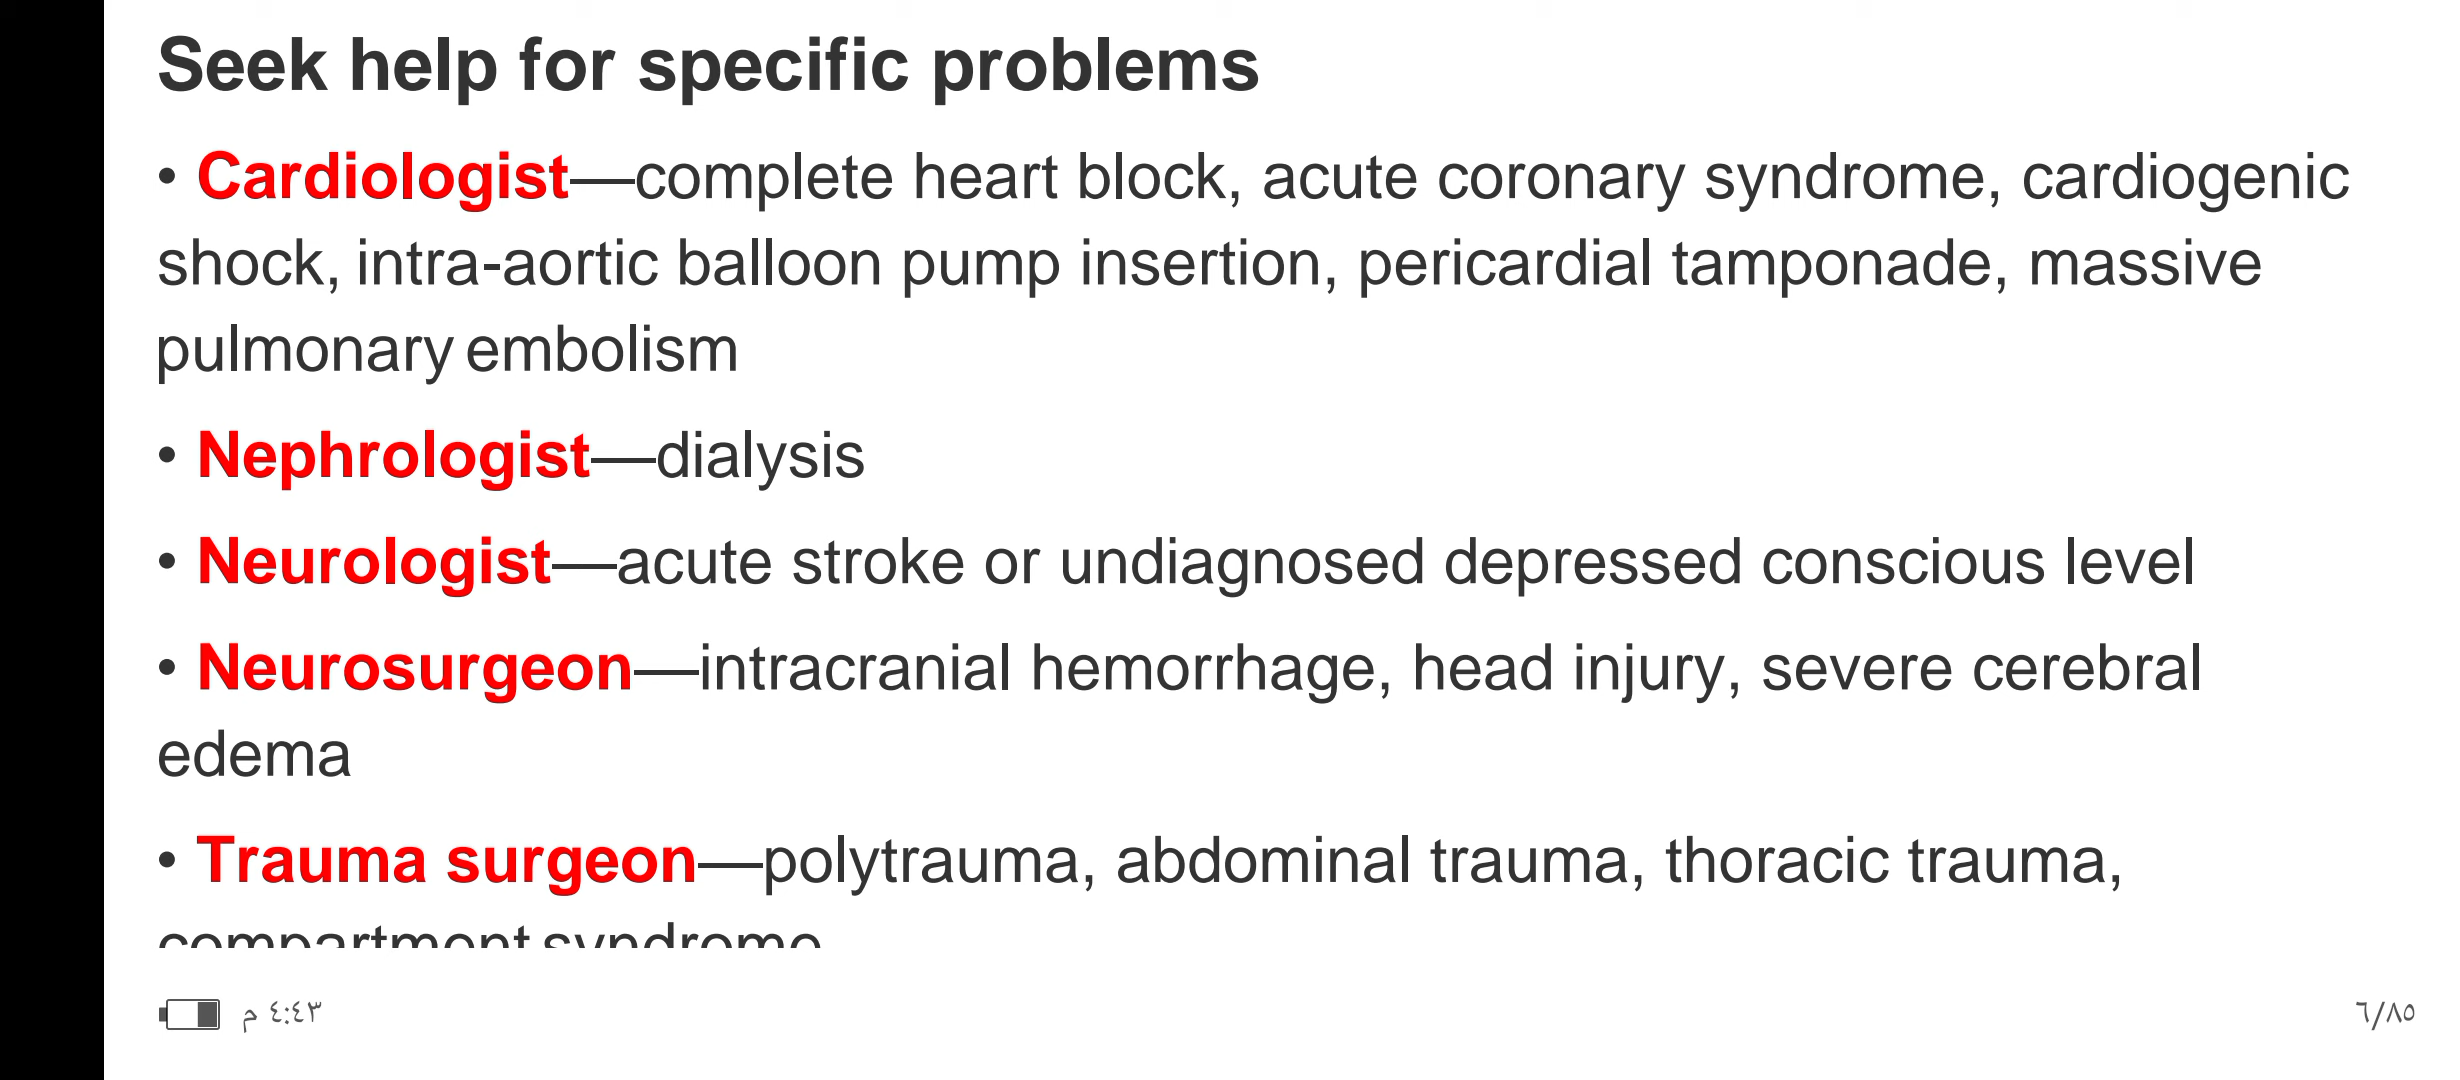 Seek help for specific problems
• Cardiologist—complete heart block, acute coronary syndrome, cardiogenic
shock, intra-aortic balloon pump insertion, pericardial tamponade, massive
pulmonary embolism
• Nephrologist—dialysis
• Neurologist—acute stroke or undiagnosed depressed conscious level
• Neurosurgeon—intracranial hemorrhage, head injury, severe cerebral
edema
• Trauma surgeon—polytrauma, abdominal trauma, thoracic trauma,
compartment syndrome
٤:٤٣ م
٦/٨٥